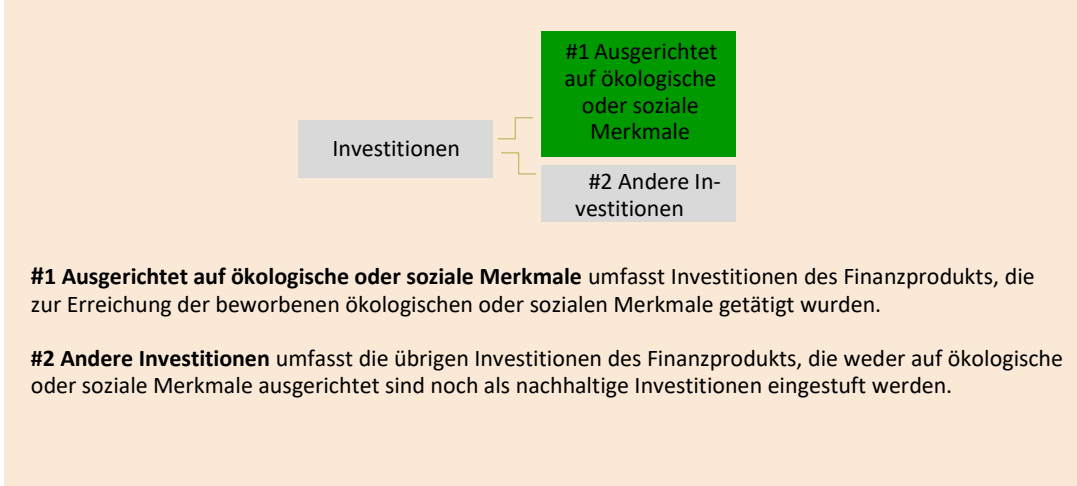 #1 Ausgerichtet
auf ökologische
oder soziale
Merkmale
Investitionen
#2 Andere In-
vestitionen
#1 Ausgerichtet auf ökologische oder soziale Merkmale umfasst Investitionen des Finanzprodukts, die
zur Erreichung der beworbenen ökologischen oder sozialen Merkmale getätigt wurden.
#2 Andere Investitionen umfasst die übrigen Investitionen des Finanzprodukts, die weder auf ökologische
oder soziale Merkmale ausgerichtet sind noch als nachhaltige Investitionen eingestuft werden.